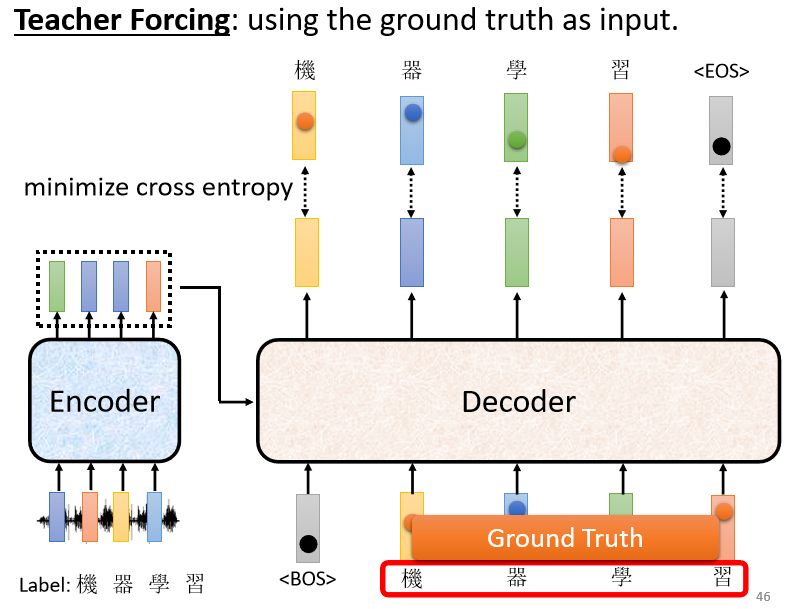 Teacher Forcing: using the ground truth as input.
機 器 學 習 <EOS>
minimize cross entropy
Encoder
Decoder
Ground Truth
Label: 機 器 學 習
<BOS> 機 器 學 習
46